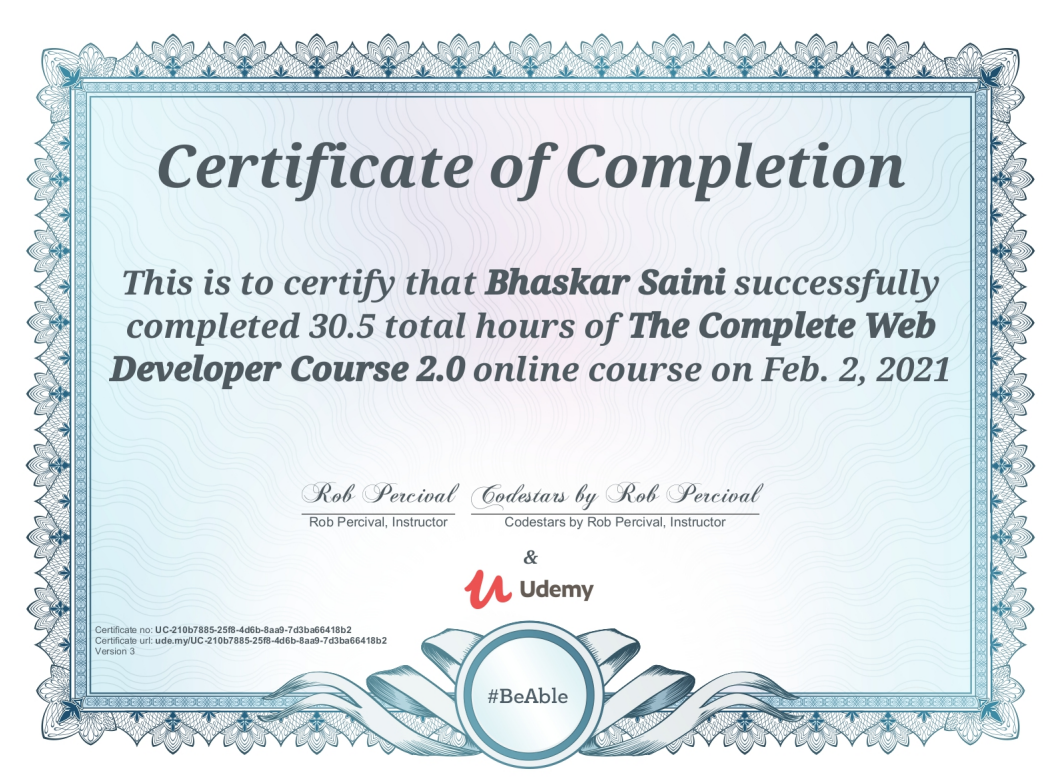 Certificate of Completion
This is to certify that Bhaskar Saini successfully
completed 30.5 total hours of The Complete Web
Developer Course 2.0 online course on Feb. 2, 2021
Rob Percival Codestars by Rob Percival
Rob Percival, Instructor Codestars by Rob Percival, Instructor
&
Udemy
Certificate no: UC-210b7885-25f8-4d6b-8aa9-7d3ba66418b2
Certificate url: ude.my/UC-210b7885-25f8-4d6b-8aa9-7d3ba66418b2
Version 3
#BeAble